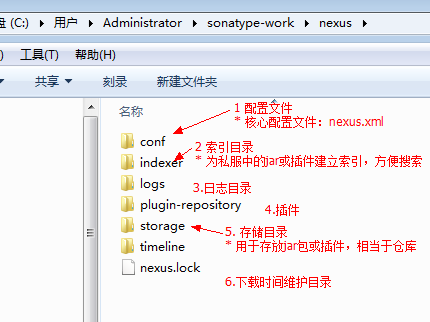 盘 (C:) ▸ 用户 ▸ Administrator ▸ sonatype-work ▸ nexus ▸
工具(T) 帮助(H)
共享 刻录 新建文件夹
名称
1 配置文件
* 核心配置文件：nexus.xml
conf
2 索引目录
indexer
* 为私服中的jar或插件建立索引，方便搜索
logs
3.日志目录
plugin-repository
4.插件
storage
5. 存储目录
* 用于存放jar包或插件，相当于仓库
timeline
nexus.lock
6.下载时间维护目录